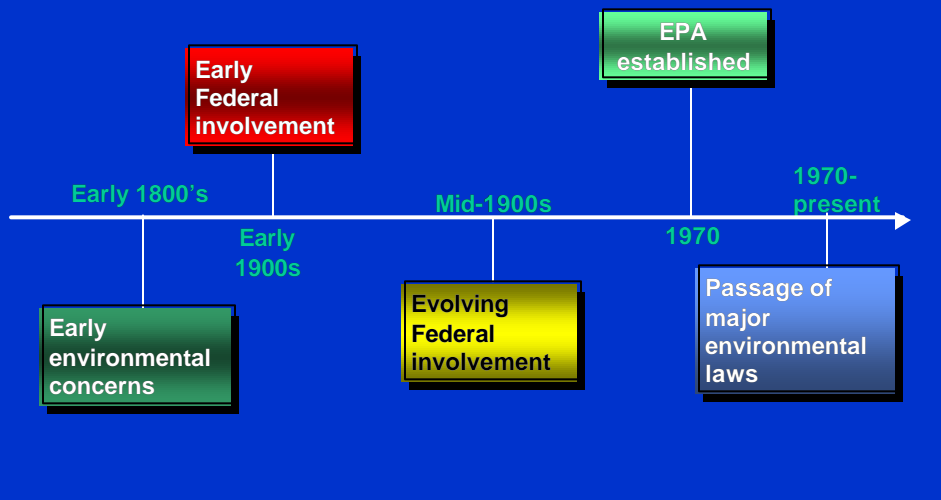 EPA
established
Early
Federal
involvement
Early 1800’s
Early
1900s
Mid-1900s
1970
1970-
present
Early
environmental
concerns
Evolving
Federal
involvement
Passage of
major
environmental
laws